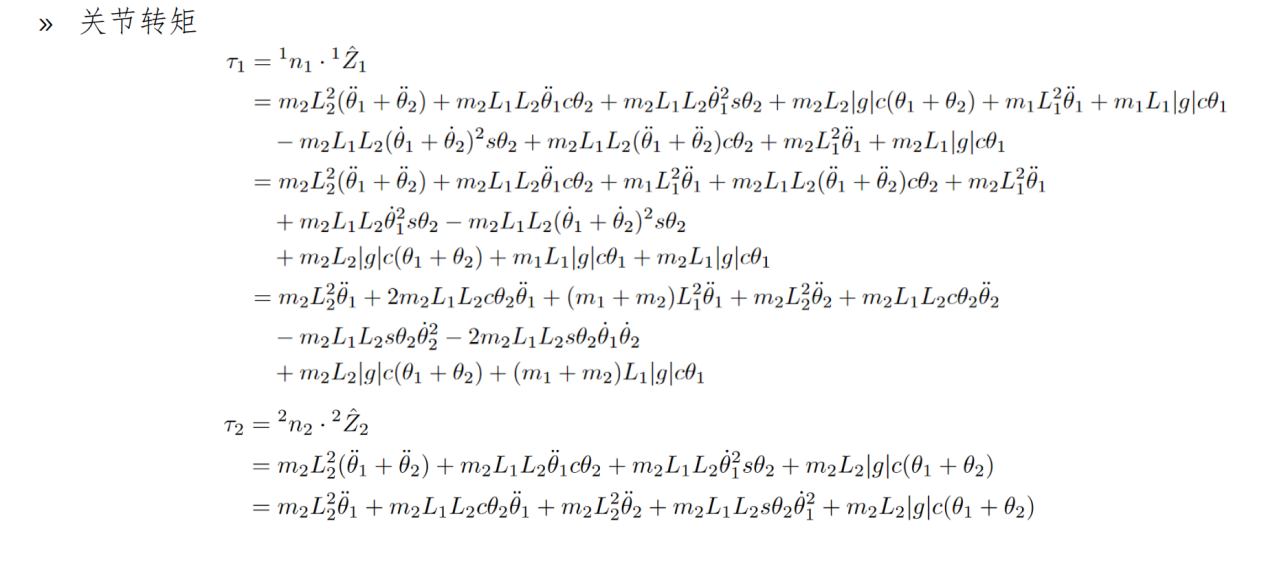 » 关节转矩
τ₁ = ¹n₁ · ¹Ẑ₁
= m₂L₂²(θ̈₁ + θ̈₂) + m₂L₁L₂θ̈₁cθ₂ + m₂L₁L₂θ̇₁²sθ₂ + m₂L₂|g|c(θ₁ + θ₂) + m₁L₁²θ̈₁ + m₁L₁|g|cθ₁
− m₂L₁L₂(θ̇₁ + θ̇₂)²sθ₂ + m₂L₁L₂(θ̈₁ + θ̈₂)cθ₂ + m₂L₁²θ̈₁ + m₂L₁|g|cθ₁
= m₂L₂²(θ̈₁ + θ̈₂) + m₂L₁L₂θ̈₁cθ₂ + m₁L₁²θ̈₁ + m₂L₁L₂(θ̈₁ + θ̈₂)cθ₂ + m₂L₁²θ̈₁
+ m₂L₁L₂θ̇₁²sθ₂ − m₂L₁L₂(θ̇₁ + θ̇₂)²sθ₂
+ m₂L₂|g|c(θ₁ + θ₂) + m₁L₁|g|cθ₁ + m₂L₁|g|cθ₁
= m₂L₂²θ̈₁ + 2m₂L₁L₂cθ₂θ̈₁ + (m₁ + m₂)L₁²θ̈₁ + m₂L₂²θ̈₂ + m₂L₁L₂cθ₂θ̈₂
− m₂L₁L₂sθ₂θ̇₂² − 2m₂L₁L₂sθ₂θ̇₁θ̇₂
+ m₂L₂|g|c(θ₁ + θ₂) + (m₁ + m₂)L₁|g|cθ₁
τ₂ = ²n₂ · ²Ẑ₂
= m₂L₂²(θ̈₁ + θ̈₂) + m₂L₁L₂θ̈₁cθ₂ + m₂L₁L₂θ̇₁²sθ₂ + m₂L₂|g|c(θ₁ + θ₂)
= m₂L₂²θ̈₁ + m₂L₁L₂cθ₂θ̈₁ + m₂L₂²θ̈₂ + m₂L₁L₂sθ₂θ̇₁² + m₂L₂|g|c(θ₁ + θ₂)